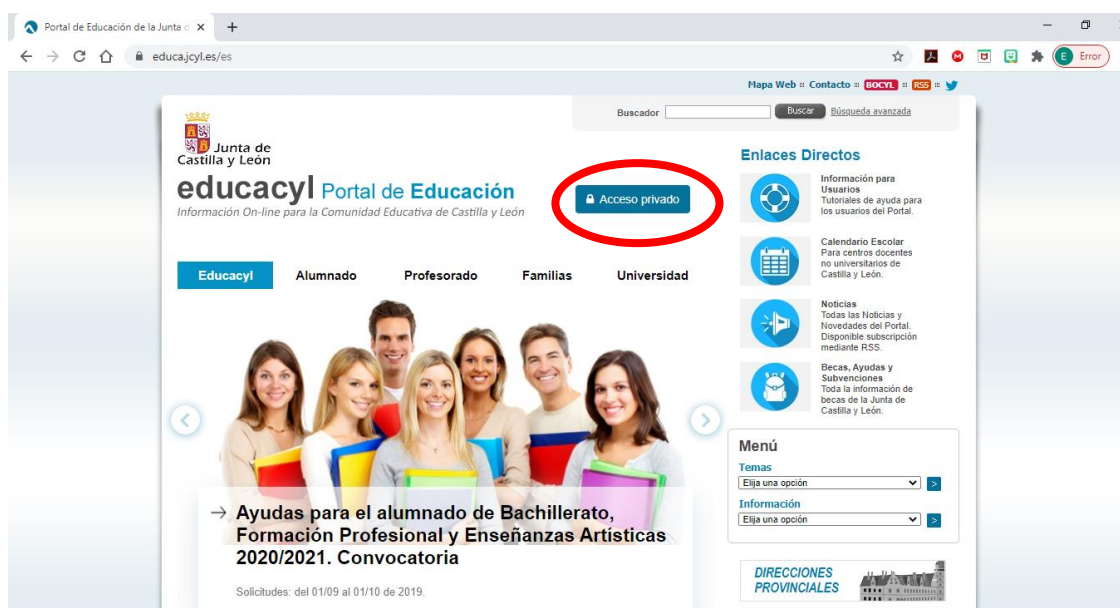 Portal de Educación de la Junta d
educa.jcyl.es/es
E Error
Mapa Web :: Contacto :: BOCYL :: RSS ::
Buscador
Buscar
Búsqueda avanzada
Junta de
Castilla y León
educacyl Portal de Educación
Información On-line para la Comunidad Educativa de Castilla y León
Acceso privado
Educacyl
Alumnado
Profesorado
Familias
Universidad
Ayudas para el alumnado de Bachillerato,
Formación Profesional y Enseñanzas Artísticas
2020/2021. Convocatoria
Solicitudes: del 01/09 al 01/10 de 2019.
Enlaces Directos
Información para
Usuarios
Tutoriales de ayuda para
los usuarios del Portal.
Calendario Escolar
Para centros docentes
no universitarios de
Castilla y León.
Noticias
Todas las Noticias y
Novedades del Portal.
Disponible subscripción
mediante RSS.
Becas, Ayudas y
Subvenciones
Toda la información de
becas de la Junta de
Castilla y León.
Menú
Temas
Elija una opción
>
Información
Elija una opción
>
DIRECCIONES
PROVINCIALES